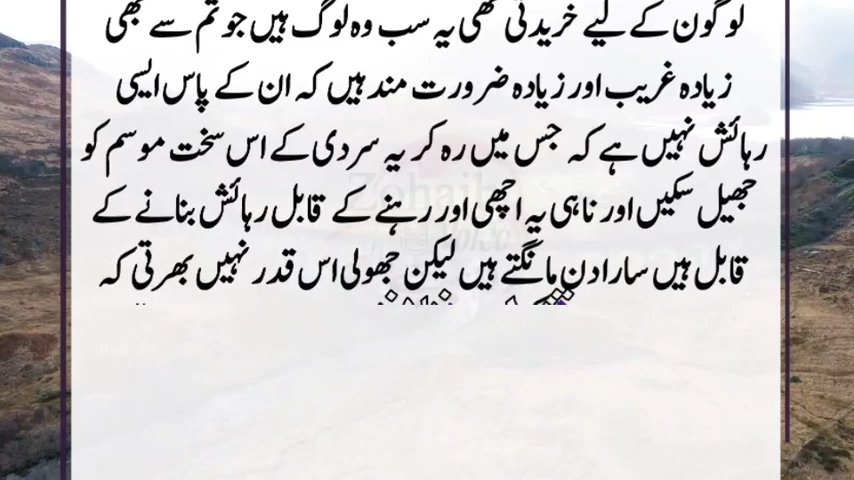 لوگوں کے لیے خریدنی تھی یہ سب وہ لوگ ہیں جو تم سے بھی
زیادہ غریب اور زیادہ ضرورت مند ہیں کہ ان کے پاس ایسی
رہائش نہیں ہے کہ جس میں رہ کر یہ سردی کے اس سخت موسم کو
جھیل سکیں اور نا ہی یہ اچھی اور رہنے کے قابل رہائش بنانے کے
قابل ہیں سارا دن مانگتے ہیں لیکن جھولی اس قدر نہیں بھرتی کہ
Zohaib
Voice